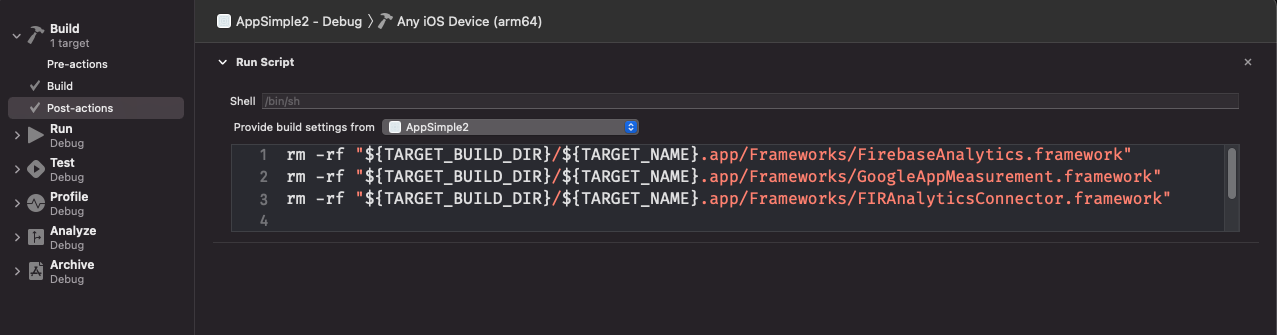 Build
1 target
Pre-actions
Build
Post-actions
Run
Debug
Test
Debug
Profile
Debug
Analyze
Debug
Archive
Debug
AppSimple2 - Debug 〉 Any iOS Device (arm64)
Run Script
Shell /bin/sh
Provide build settings from AppSimple2
1 rm -rf "${TARGET_BUILD_DIR}/${TARGET_NAME}.app/Frameworks/FirebaseAnalytics.framework"
2 rm -rf "${TARGET_BUILD_DIR}/${TARGET_NAME}.app/Frameworks/GoogleAppMeasurement.framework"
3 rm -rf "${TARGET_BUILD_DIR}/${TARGET_NAME}.app/Frameworks/FIRAnalyticsConnector.framework"
4